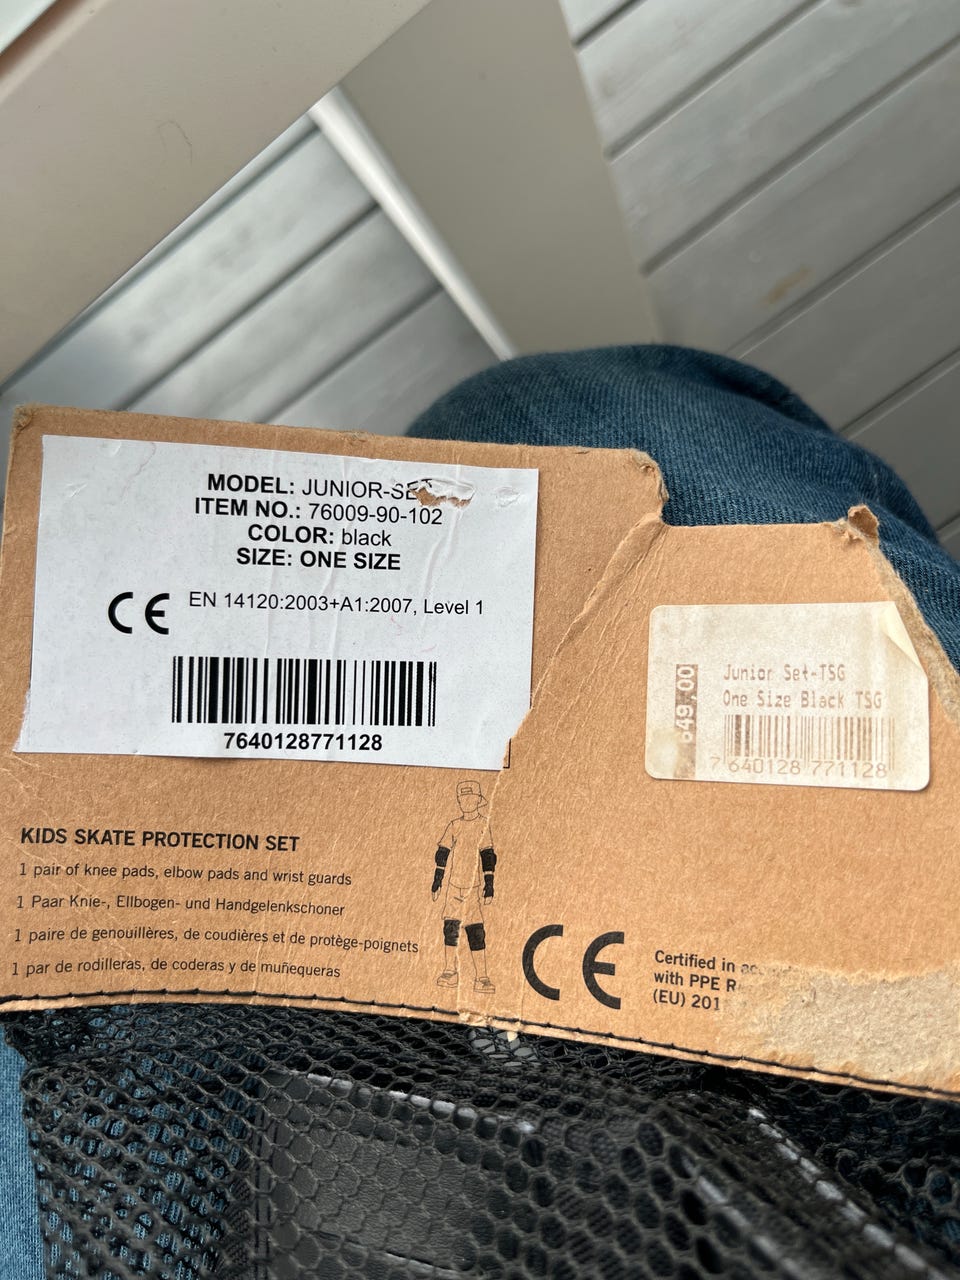 MODEL: JUNIOR-SE
ITEM NO.: 76009-90-102
COLOR: black
SIZE: ONE SIZE
CE EN 14120:2003+A1:2007, Level 1
7640128771128
49.00
Junior Set-TSG
One Size Black TSG
7 640128 771128
KIDS SKATE PROTECTION SET
1 pair of knee pads, elbow pads and wrist guards
1 Paar Knie-, Ellbogen- und Handgelenkschoner
1 paire de genouillères, de coudières et de protège-poignets
1 par de rodilleras, de coderas y de muñequeras
CE
Certified in
with PPE
(EU) 201